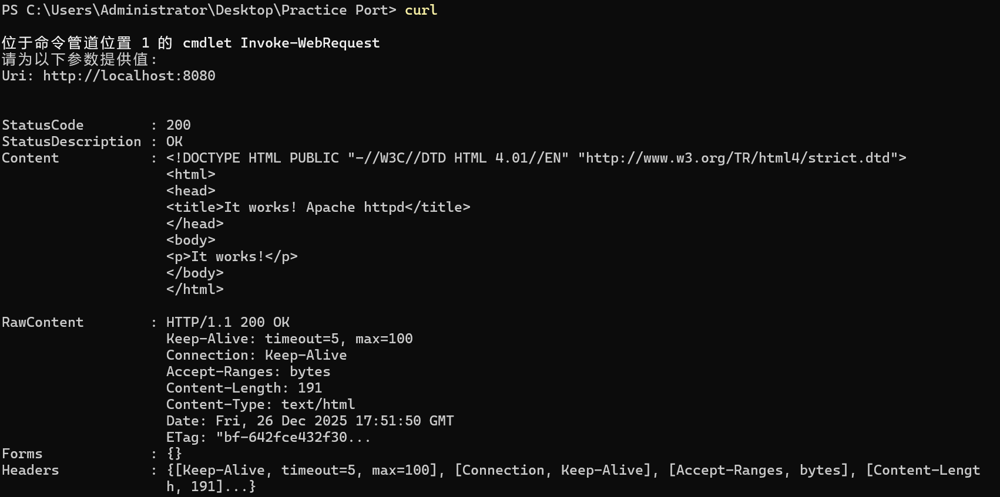 PS C:\Users\Administrator\Desktop\Practice Port> curl
位于命令管道位置 1 的 cmdlet Invoke-WebRequest
请为以下参数提供值:
Uri: http://localhost:8080
StatusCode        : 200
StatusDescription : OK
Content           : <!DOCTYPE HTML PUBLIC "-//W3C//DTD HTML 4.01//EN" "http://www.w3.org/TR/html4/strict.dtd">
                    <html>
                    <head>
                    <title>It works! Apache httpd</title>
                    </head>
                    <body>
                    <p>It works!</p>
                    </body>
                    </html>
RawContent        : HTTP/1.1 200 OK
                    Keep-Alive: timeout=5, max=100
                    Connection: Keep-Alive
                    Accept-Ranges: bytes
                    Content-Length: 191
                    Content-Type: text/html
                    Date: Fri, 26 Dec 2025 17:51:50 GMT
                    ETag: "bf-642fce432f30...
Forms             : {}
Headers           : {[Keep-Alive, timeout=5, max=100], [Connection, Keep-Alive], [Accept-Ranges, bytes], [Content-Lengt
                    h, 191]...}